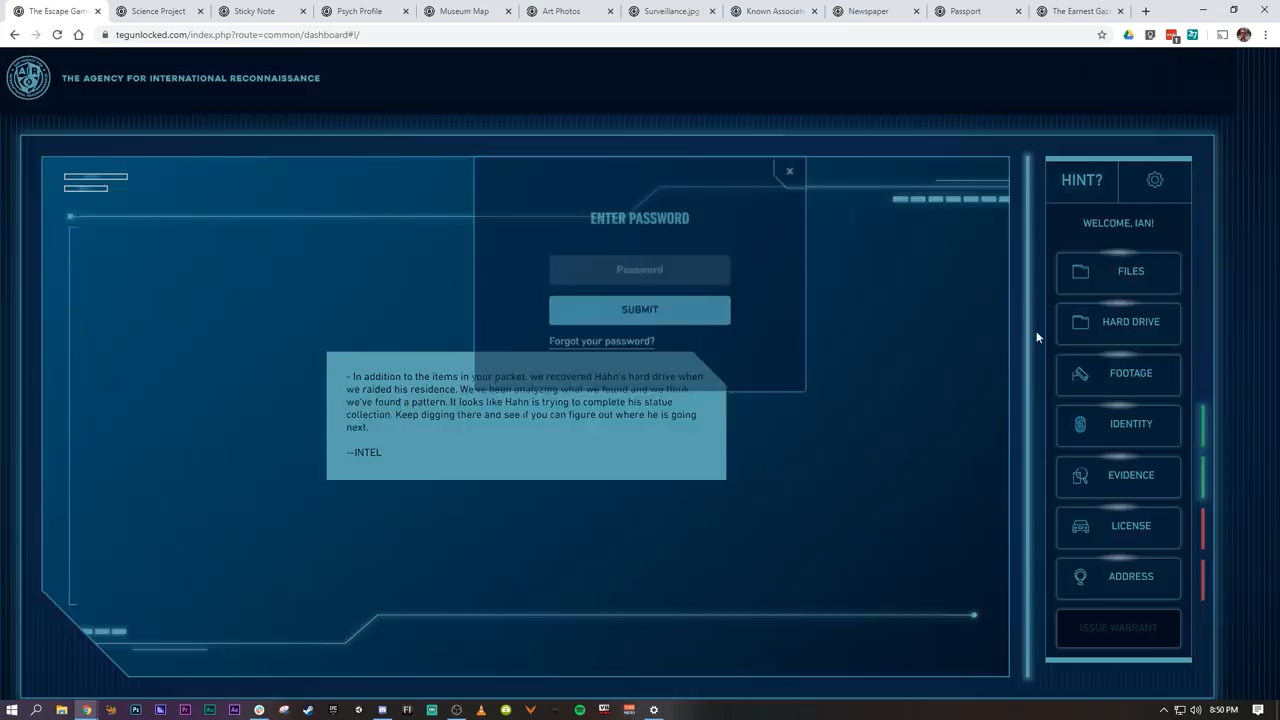 The Escape Gam
Science Project
Sticky Note
Psych Profile
Museum Map
Art Photos
Surveillance.jpg
Known Associat
Newspaper
Passport
The Earnest Gaz
tegunlocked.com/index.php?route=common/dashboard#!/
THE AGENCY FOR INTERNATIONAL RECONNAISSANCE
ENTER PASSWORD
Password
SUBMIT
Forgot your password?
- In addition to the items in your packet, we recovered Hahn's hard drive when
we raided his residence. We've been analyzing what we found and we think
we've found a pattern. It looks like Hahn is trying to complete his statue
collection. Keep digging there and see if you can figure out where he is going
next.
--INTEL
HINT?
WELCOME, IAN!
FILES
HARD DRIVE
FOOTAGE
IDENTITY
EVIDENCE
LICENSE
ADDRESS
ISSUE WARRANT
8:50 PM